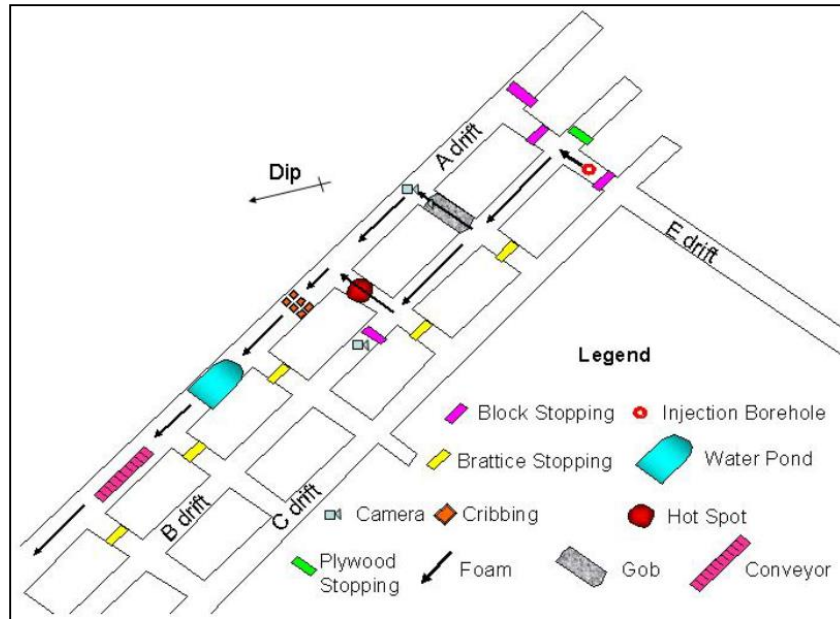 A drift
Dip
E drift
B drift
C drift
Legend
Block Stopping
Injection Borehole
Brattice Stopping
Water Pond
Camera
Cribbing
Hot Spot
Plywood
Stopping
Foam
Gob
Conveyor